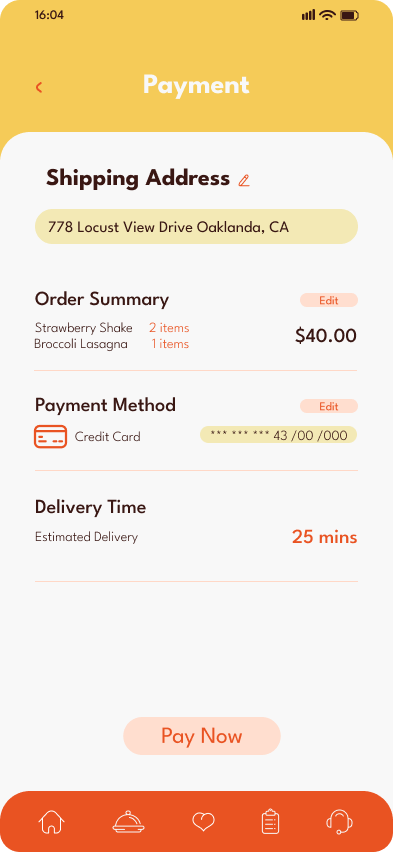 16:04
Payment
Shipping Address
778 Locust View Drive Oaklanda, CA
Order Summary Edit
Strawberry Shake 2 items
Broccoli Lasagna 1 items
$40.00
Payment Method Edit
Credit Card *** *** *** 43 /00 /000
Delivery Time
Estimated Delivery 25 mins
Pay Now